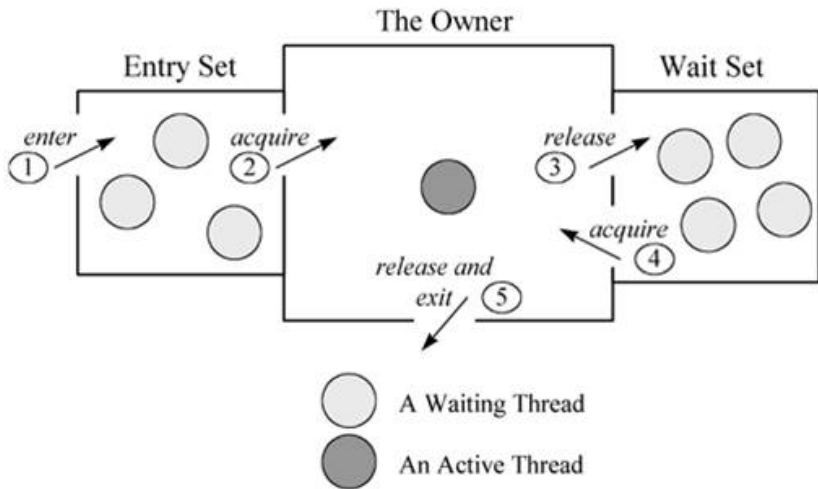 The Owner
Entry Set
Wait Set
enter
1
acquire
2
release
3
acquire
4
release and
exit
5
A Waiting Thread
An Active Thread